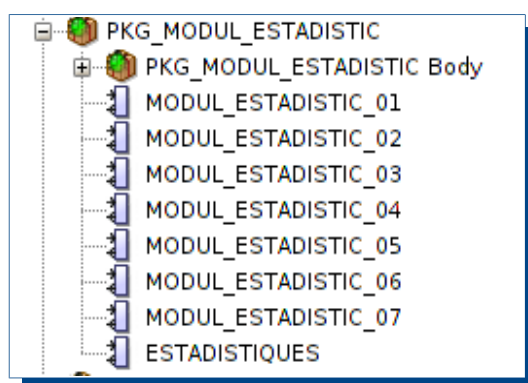 PKG_MODUL_ESTADISTIC
PKG_MODUL_ESTADISTIC Body
MODUL_ESTADISTIC_01
MODUL_ESTADISTIC_02
MODUL_ESTADISTIC_03
MODUL_ESTADISTIC_04
MODUL_ESTADISTIC_05
MODUL_ESTADISTIC_06
MODUL_ESTADISTIC_07
ESTADISTIQUES